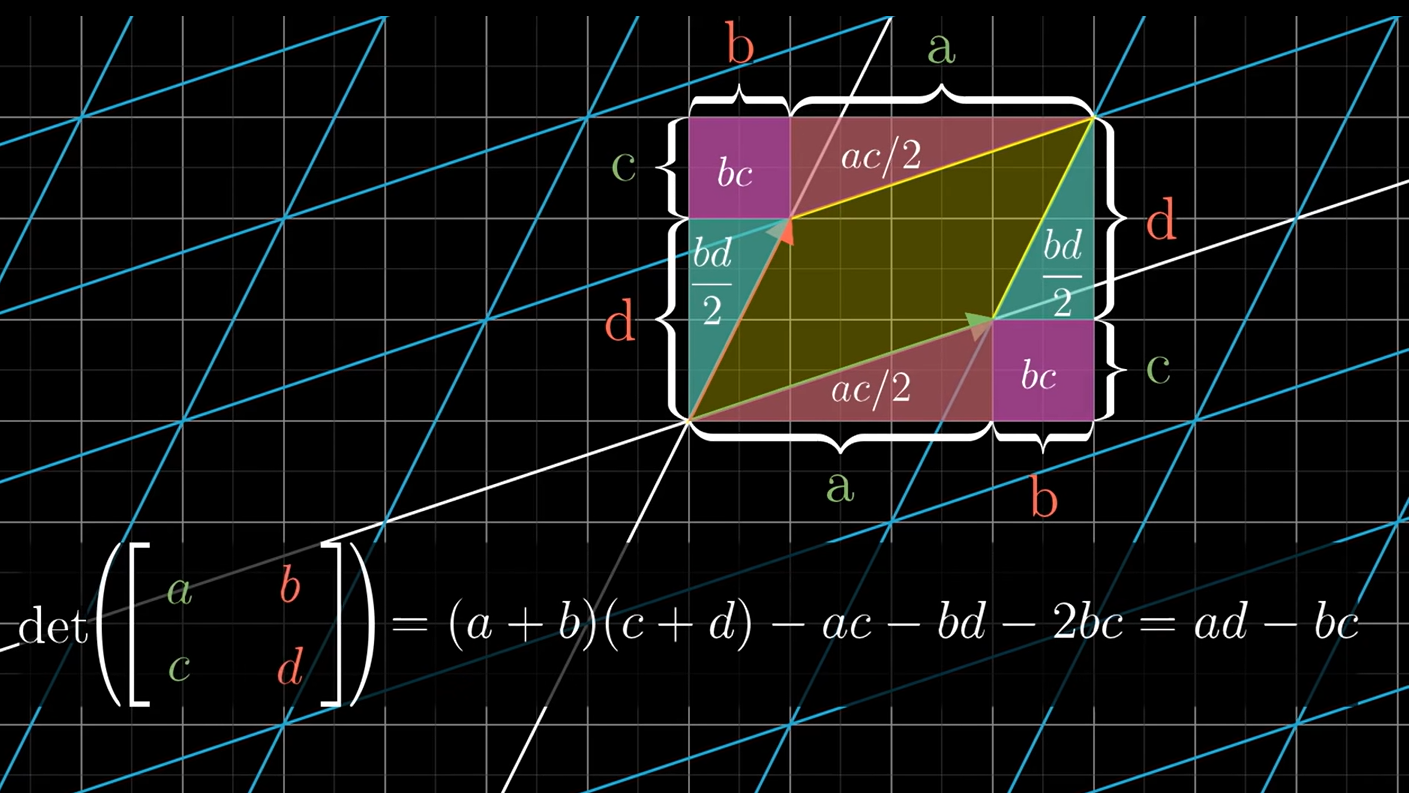 b a
c bc ac/2
d bd/2 bd/2 d
ac/2 bc c
a b
det([a b
c d]) = (a + b)(c + d) − ac − bd − 2bc = ad − bc